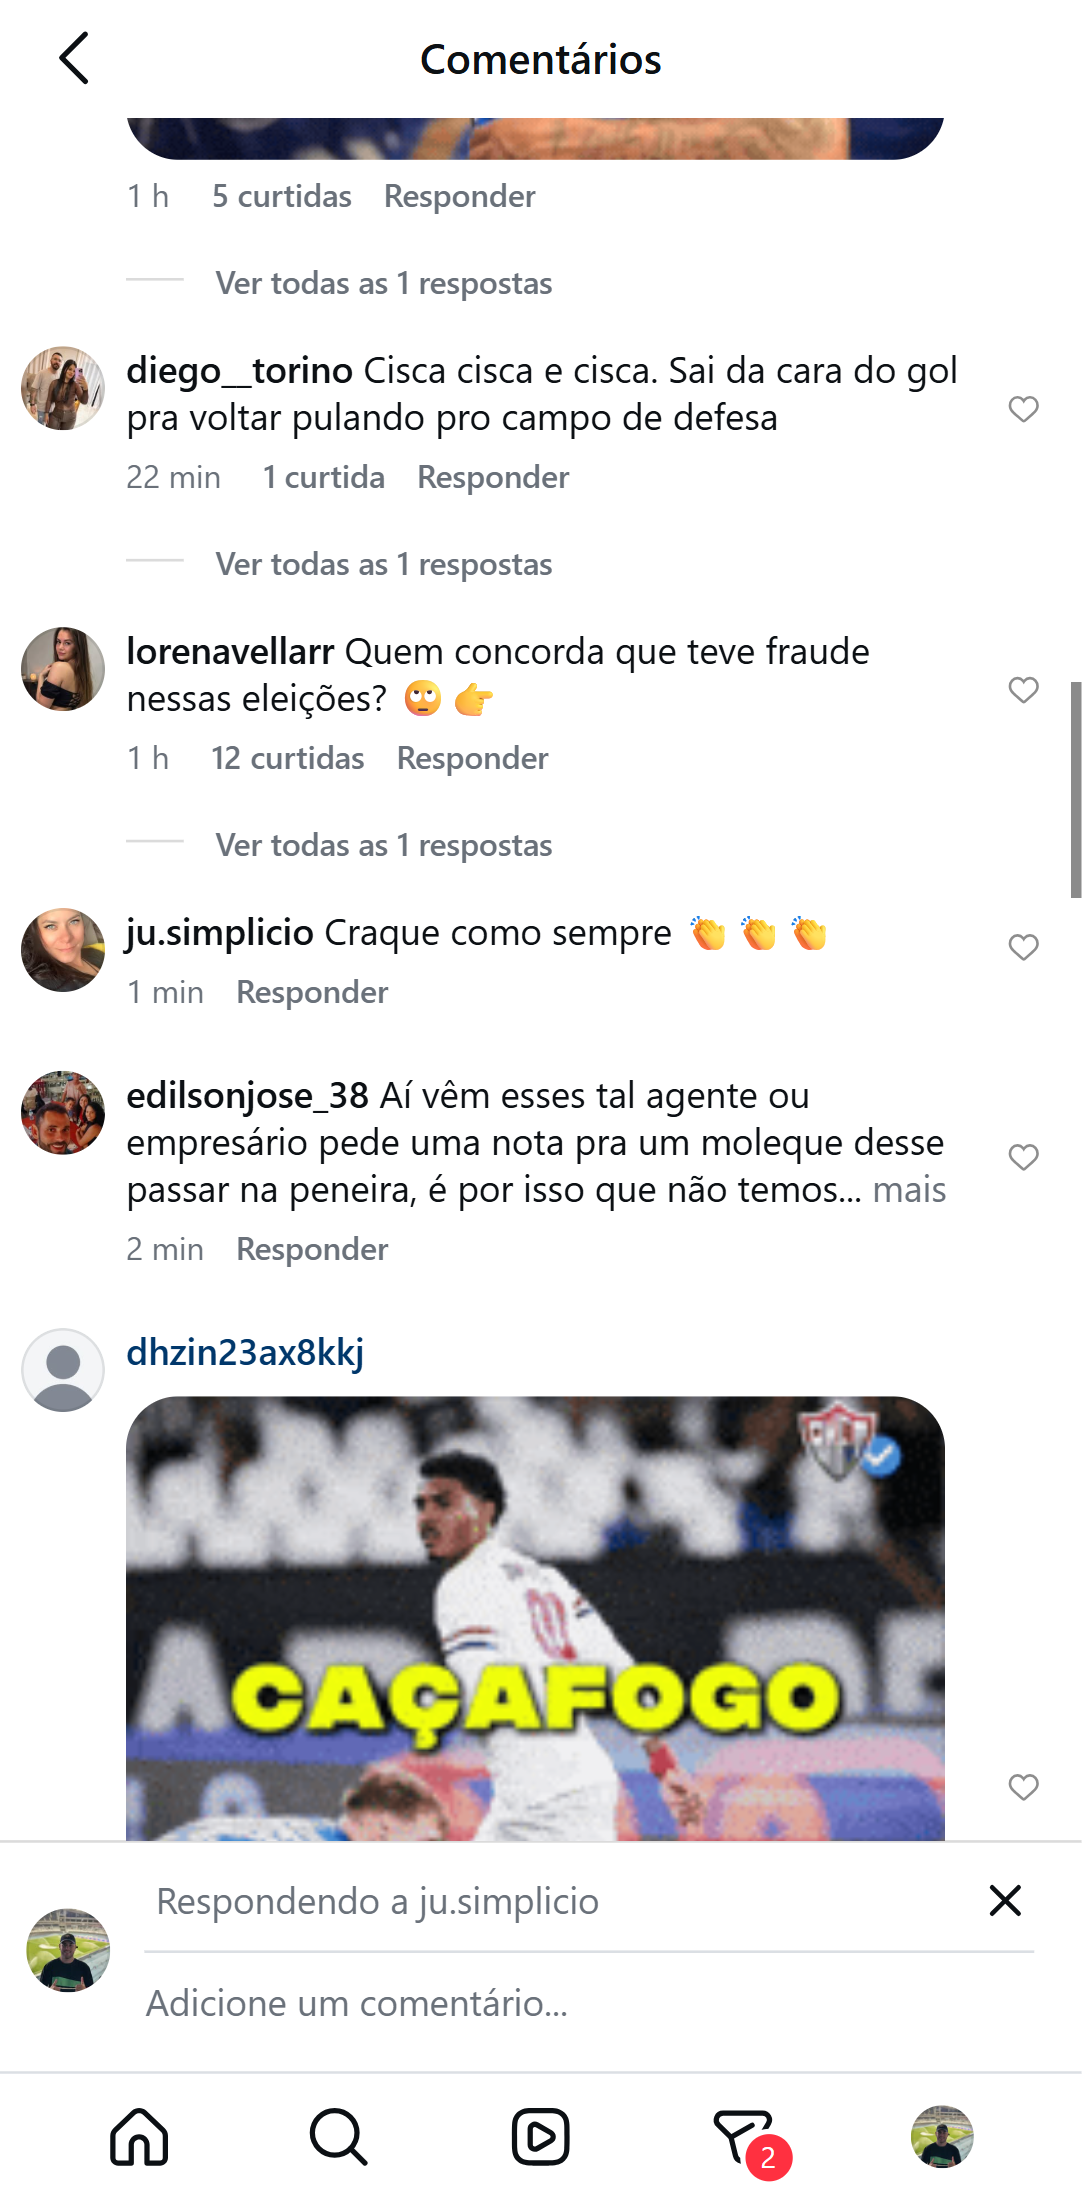 Comentários
1 h 5 curtidas Responder
Ver todas as 1 respostas
diego__torino Cisca cisca e cisca. Sai da cara do gol
pra voltar pulando pro campo de defesa
22 min 1 curtida Responder
Ver todas as 1 respostas
lorenavellarr Quem concorda que teve fraude
nessas eleições? 🙄 👉
1 h 12 curtidas Responder
Ver todas as 1 respostas
ju.simplicio Craque como sempre 👏 👏 👏
1 min Responder
edilsonjose_38 Aí vêm esses tal agente ou
empresário pede uma nota pra um moleque desse
passar na peneira, é por isso que não temos... mais
2 min Responder
dhzin23ax8kkj
CAÇAFOGO
Respondendo a ju.simplicio
Adicione um comentário...
2